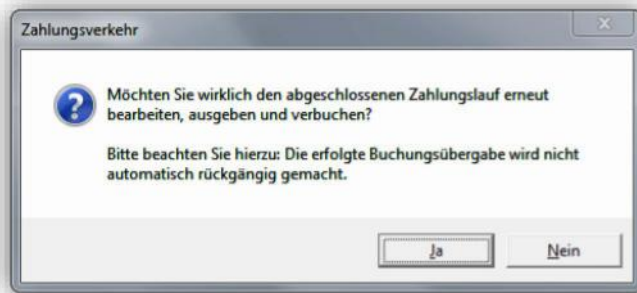 Zahlungsverkehr
Möchten Sie wirklich den abgeschlossenen Zahlungslauf erneut
bearbeiten, ausgeben und verbuchen?
Bitte beachten Sie hierzu: Die erfolgte Buchungsübergabe wird nicht
automatisch rückgängig gemacht.
Ja
Nein